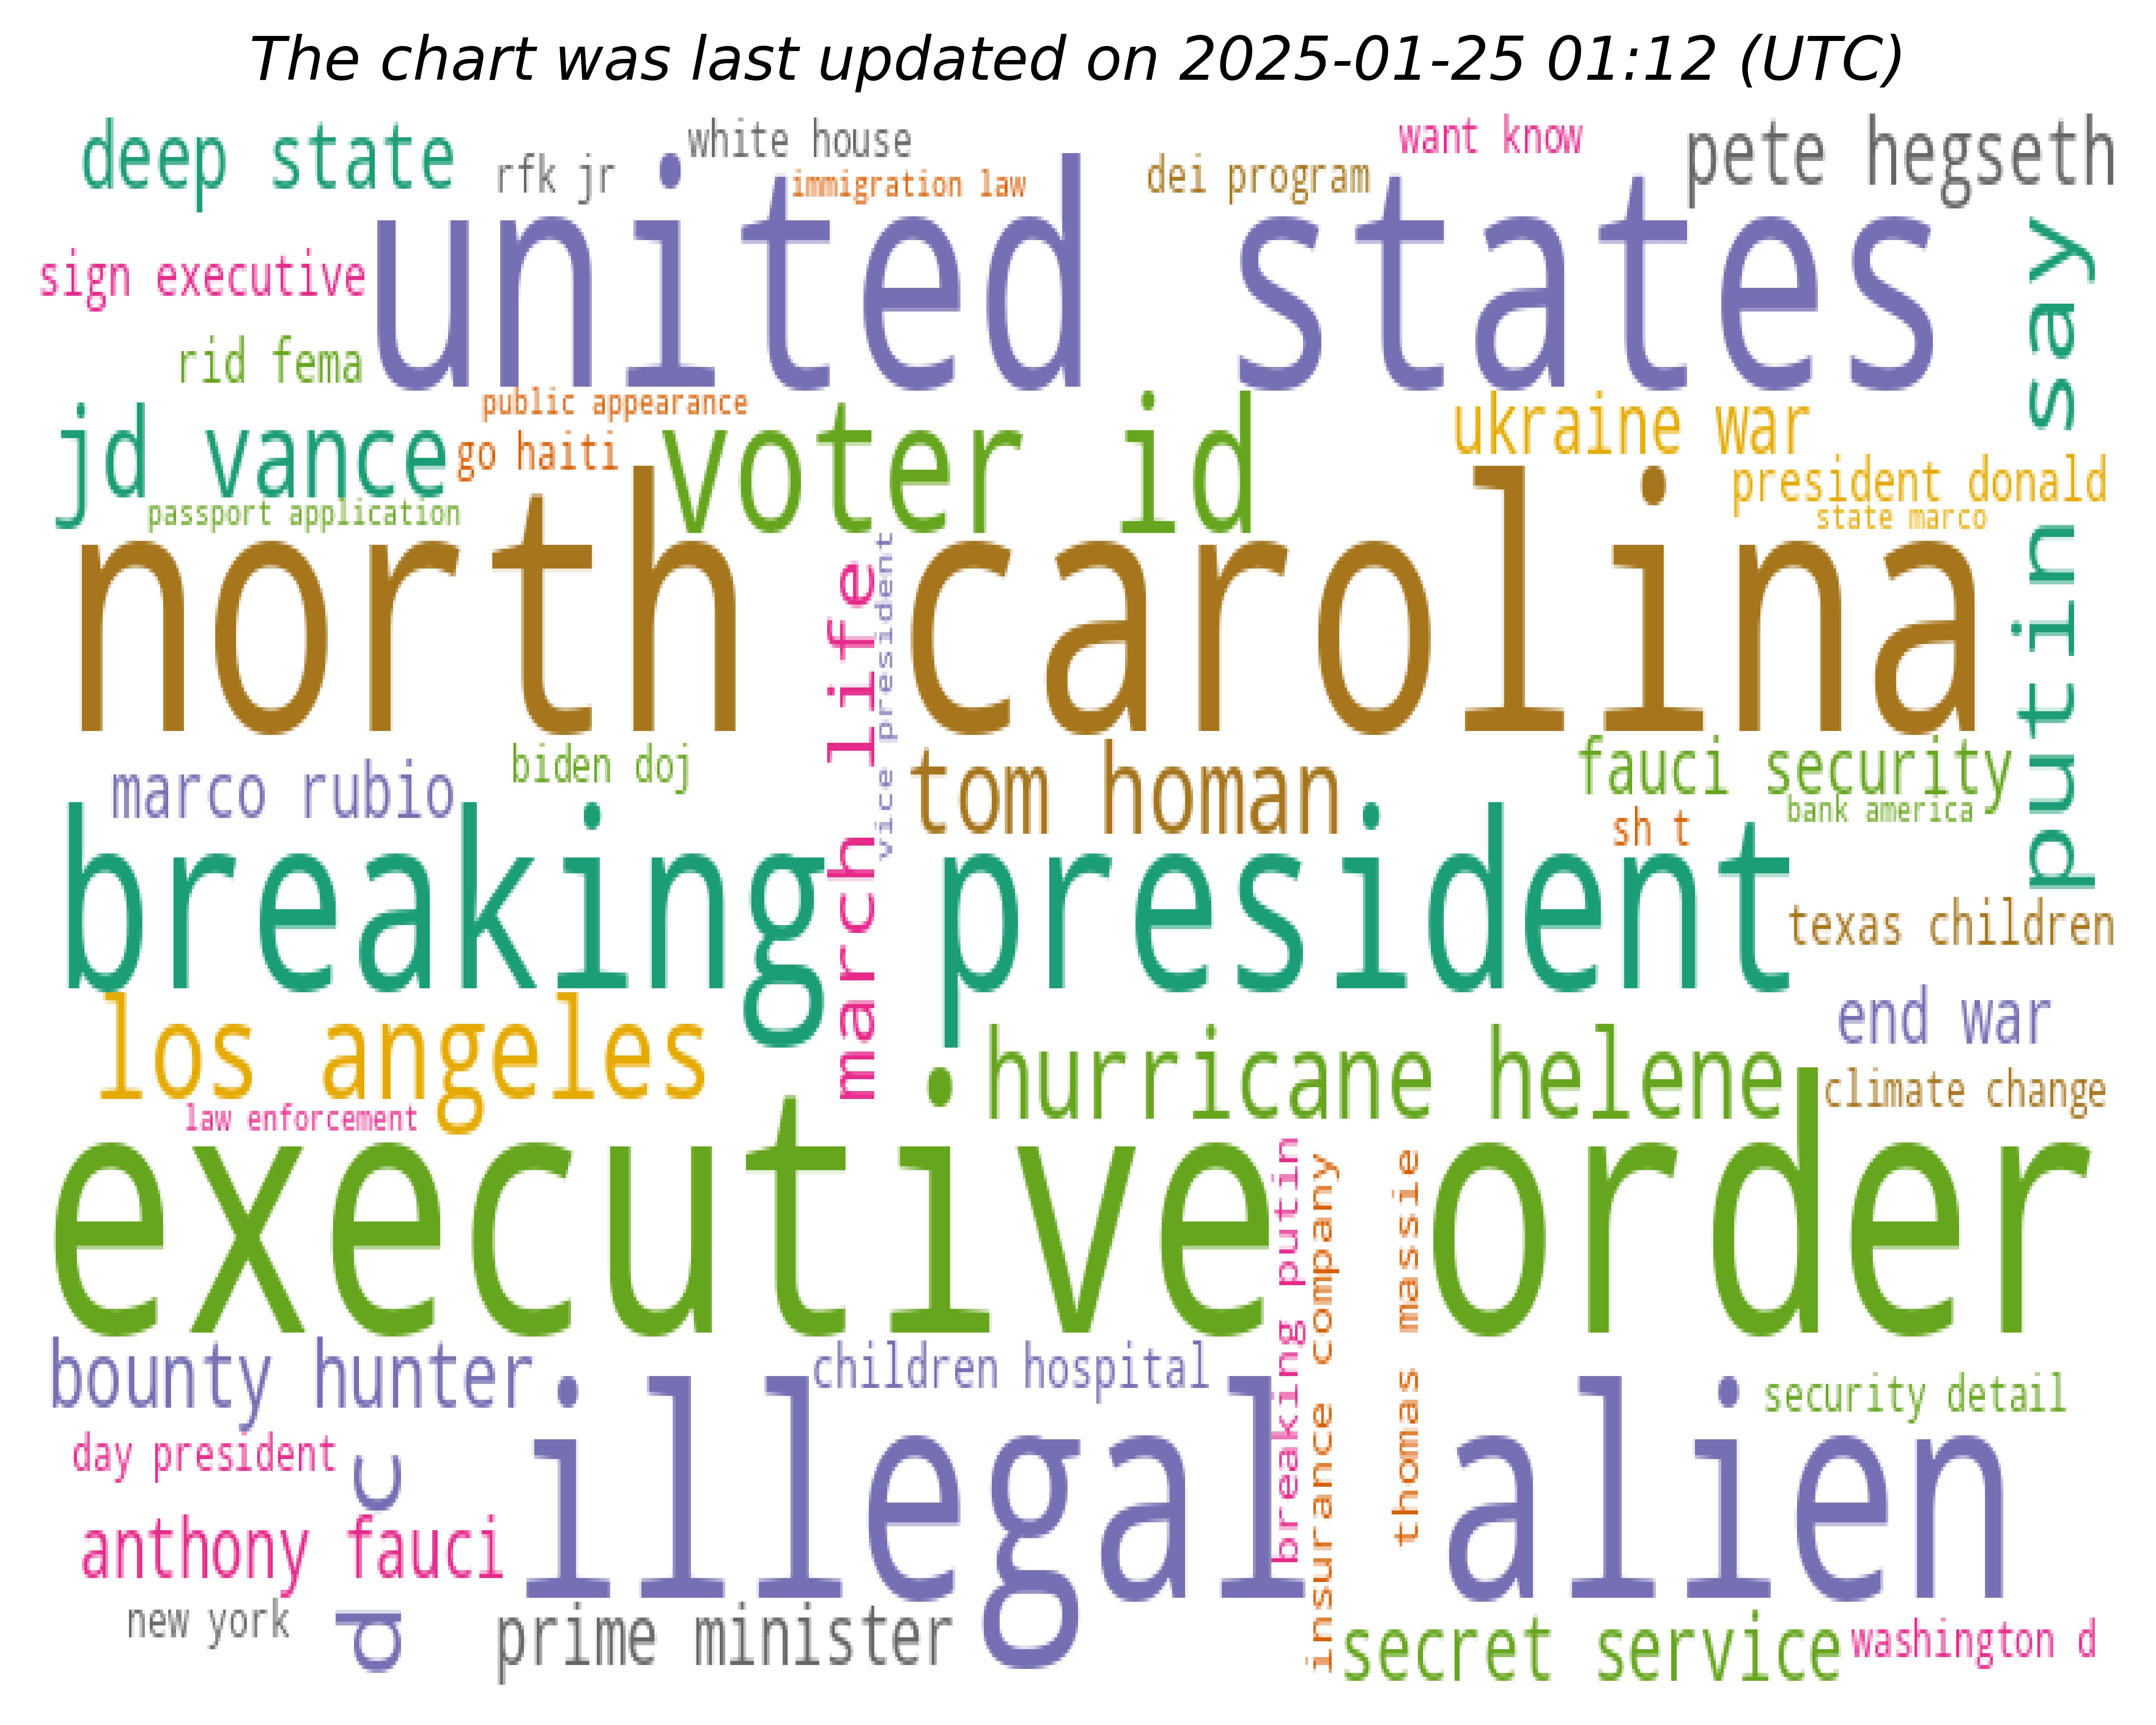 The chart was last updated on 2025-01-25 01:12 (UTC)
deep state
white house
want know
pete hegseth
rfk jr
immigration law
dei program
united states
sign executive
putin say
rid fema
public appearance
jd vance
go haiti
voter id
ukraine war
president donald
passport application
state marco
north carolina
march life
vice president
marco rubio
biden doj
tom homan
fauci security
bank america
sh t
breaking president
texas children
los angeles
end war
hurricane helene
climate change
law enforcement
executive order
breaking putin
insurance company
thomas massie
bounty hunter
children hospital
security detail
illegal alien
day president
d c
anthony fauci
new york
prime minister
secret service
washington d